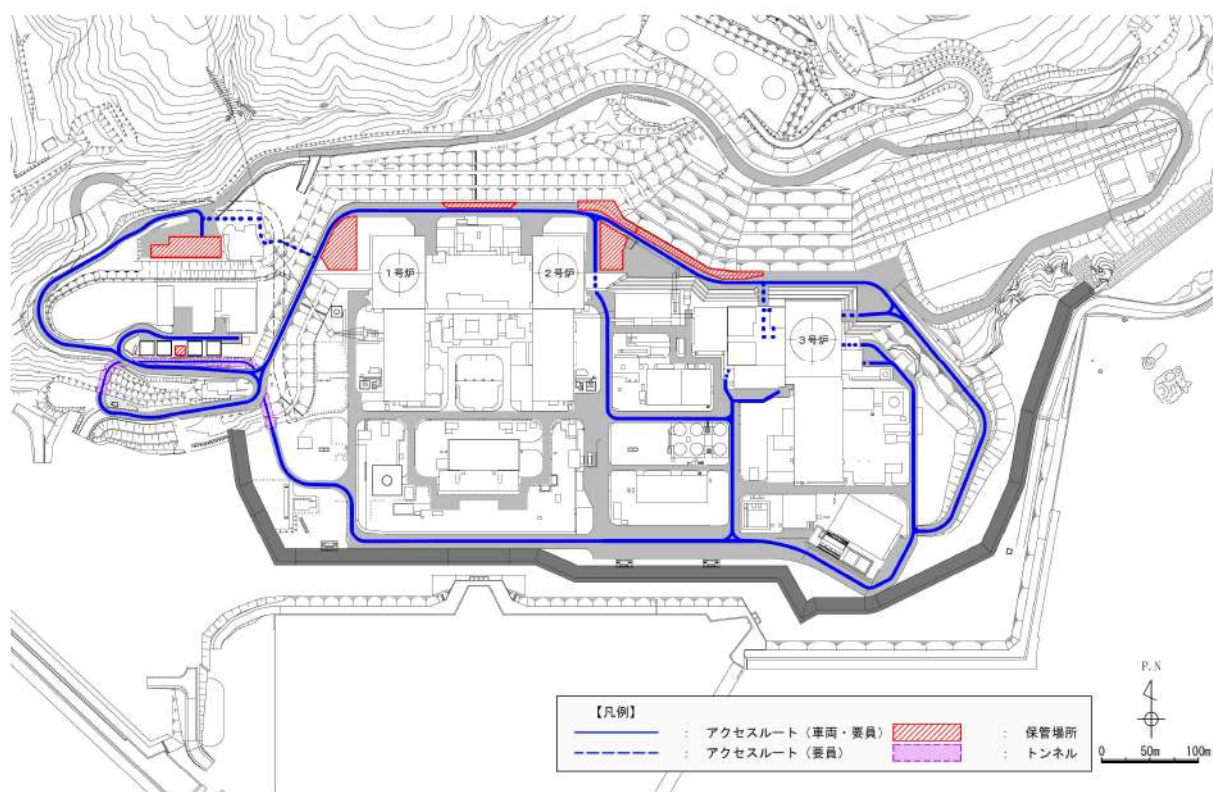 1号炉
2号炉
3号炉
P.N
【凡例】
: アクセスルート（車両・要員）
: 保管場所
: アクセスルート（要員）
: トンネル
0 50m 100m